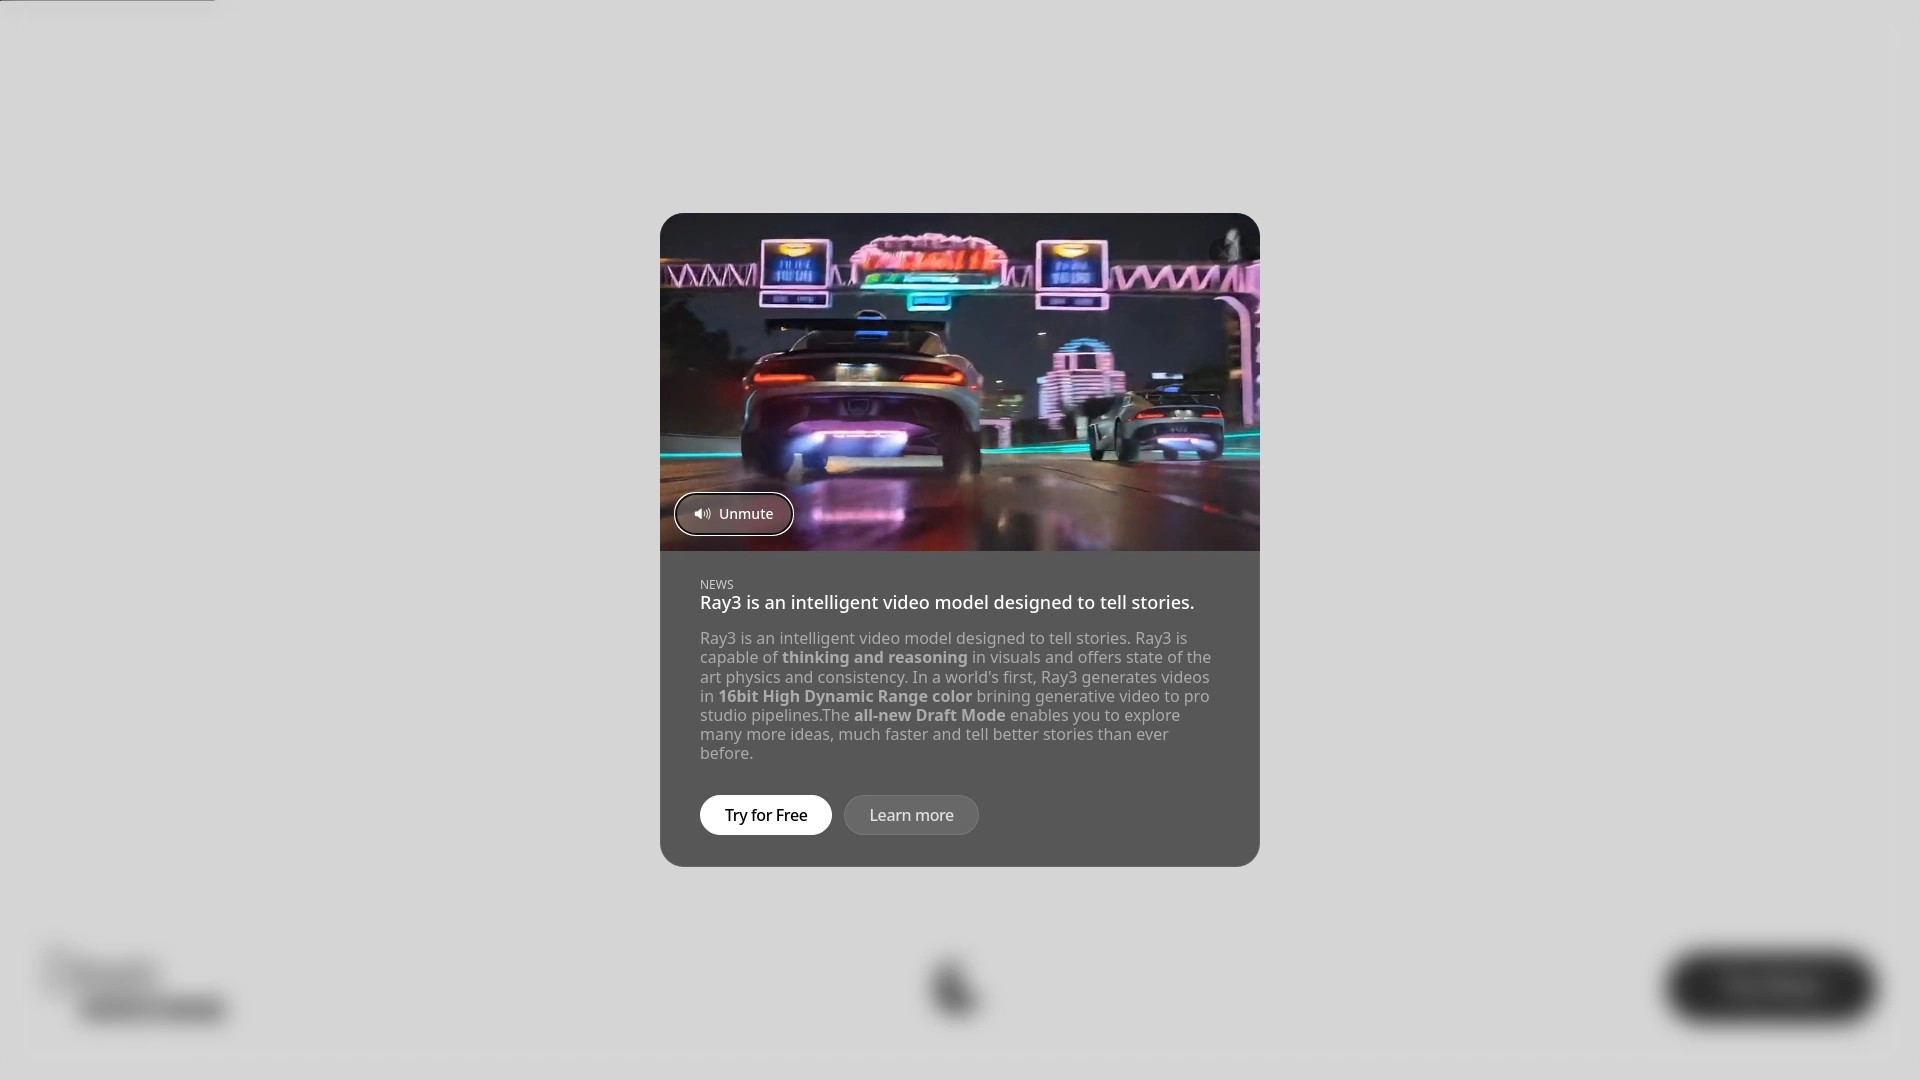 Unmute
NEWS
Ray3 is an intelligent video model designed to tell stories.
Ray3 is an intelligent video model designed to tell stories. Ray3 is
capable of thinking and reasoning in visuals and offers state of the
art physics and consistency. In a world's first, Ray3 generates videos
in 16bit High Dynamic Range color brining generative video to pro
studio pipelines.The all-new Draft Mode enables you to explore
many more ideas, much faster and tell better stories than ever
before.
Try for Free
Learn more